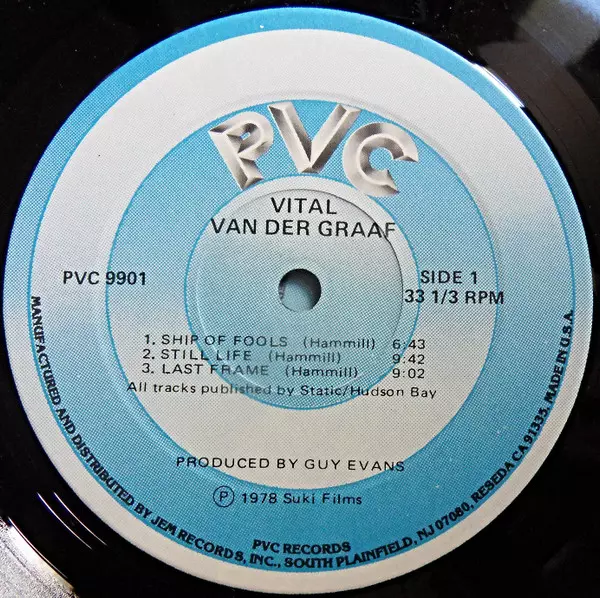 PVC
VITAL
VAN DER GRAAF
PVC 9901
SIDE 1
33 1/3 RPM
1. SHIP OF FOOLS (Hammill) 6:43
2. STILL LIFE (Hammill) 9:42
3. LAST FRAME (Hammill) 9:02
All tracks published by Static/Hudson Bay
PRODUCED BY GUY EVANS
Ⓟ 1978 Suki Films
PVC RECORDS
MANUFACTURED AND DISTRIBUTED BY JEM RECORDS, INC., SOUTH PLAINFIELD, NJ 07080, RESEDA CA 91335. MADE IN U.S.A.